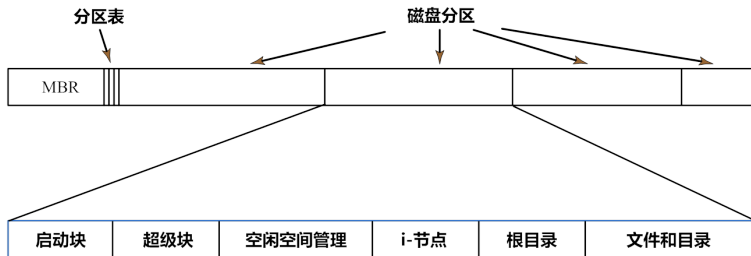 分区表
磁盘分区
MBR
启动块
超级块
空闲空间管理
i-节点
根目录
文件和目录